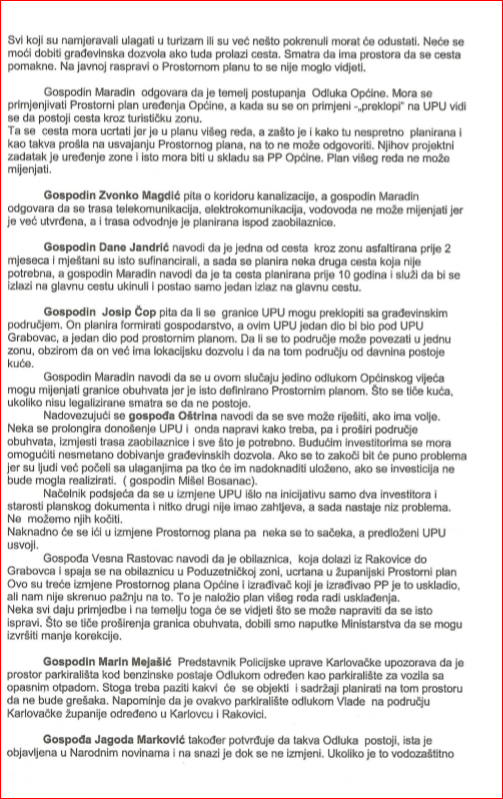 Svi koji su namjeravali ulagati u turizam ili su već nešto pokrenuli morat će odustati. Neće se
moći dobiti građevinska dozvola ako tuda prolazi cesta. Smatra da ima prostora da se cesta
pomakne. Na javnoj raspravi o Prostornom planu to se nije moglo vidjeti.
Gospodin Maradin odgovara da je temelj postupanja Odluka Općine. Mora se
primjenjivati Prostorni plan uređenja Općine, a kada su se on primjeni -„preklopi“ na UPU vidi
se da postoji cesta kroz turističku zonu.
Ta se cesta mora ucrtati jer je u planu višeg reda, a zašto je i kako tu nespretno planirana i
kao takva prošla na usvajanju Prostornog plana, na to ne može odgovoriti. Njihov projektni
zadatak je uređenje zone i isto mora biti u skladu sa PP Općine. Plan višeg reda ne može
mijenjati.
Gospodin Zvonko Magdić pita o koridoru kanalizacije, a gospodin Maradin
odgovara da se trasa telekomunikacija, elektrokomunikacija, vodovoda ne može mijenjati jer
je već utvrđena, a i trasa odvodnje je planirana ispod zaobilaznice.
Gospodin Dane Jandrić navodi da je jedna od cesta kroz zonu asfaltirana prije 2
mjeseca i mještani su isto sufinancirali, a sada se planira neka druga cesta koja nije
potrebna, a gospodin Maradin navodi da je ta cesta planirana prije 10 godina i služi da bi se
izlazi na glavnu cestu ukinuli i postao samo jedan izlaz na glavnu cestu.
Gospodin Josip Čop pita da li se granice UPU mogu preklopiti sa građevinskim
područjem. On planira formirati gospodarstvo, a ovim UPU jedan dio bi bio pod UPU
Grabovac, a jedan dio pod prostornim planom. Da li se to područje može povezati u jednu
zonu, obzirom da on već ima lokacijsku dozvolu i da na tom području od davnina postoje
kuće.
Gospodin Maradin navodi da se u ovom slučaju jedino odlukom Općinskog vijeća
mogu mijenjati granice obuhvata jer je isto definirano Prostornim planom. Što se tiče kuća,
ukoliko nisu legalizirane smatra se da ne postoje.
Nadovezujući se gospođa Oštrina navodi da se sve može riješiti, ako ima volje.
Neka se prolongira donošenje UPU i onda napravi kako treba, pa i proširi područje
obuhvata, izmjesti trasa zaobilaznice i sve što je potrebno. Budućim investitorima se mora
omogućiti nesmetano dobivanje građevinskih dozvola. Ako se to zakoči bit će puno problema
jer su ljudi već počeli sa ulaganjima pa tko će im nadoknaditi uloženo, ako se investicija ne
bude mogla realizirati. ( gospodin Mišel Bosanac).
Načelnik podsjeća da se u izmjene UPU išlo na inicijativu samo dva investitora i
starosti planskog dokumenta i nitko drugi nije imao zahtjeva, a sada nastaje niz problema.
Ne možemo njih kočiti.
Naknadno će se ići u izmjene Prostornog plana pa neka se to sačeka, a predloženi UPU
usvoji.
Gospođa Vesna Rastovac navodi da je obilaznica, koja dolazi iz Rakovice do
Grabovca i spaja se na obilaznicu u Poduzetničkoj zoni, ucrtana u županijski Prostorni plan
Ovo su treće izmjene Prostornog plana Općine i izrađivač koji je izrađivao PP je to uskladio,
ali nam nije skrenuo pažnju na to. To je naložio plan višeg reda radi usklađenja.
Neka svi daju primjedbe i na temelju toga će se vidjeti što se može napraviti da se isto
ispravi. Što se tiče proširenja granica obuhvata, dobili smo naputke Ministarstva da se mogu
izvršiti manje korekcije.
Gospodin Marin Mejašić Predstavnik Policijske uprave Karlovačke upozorava da je
prostor parkirališta kod benzinske postaje Odlukom određen kao parkiralište za vozila sa
opasnim otpadom. Stoga treba paziti kakvi će se objekti i sadržaji planirati na tom prostoru
da ne bude grešaka. Napominje da je ovakvo parkiralište odlukom Vlade na području
Karlovačke županije određeno u Karlovcu i Rakovici.
Gospođa Jagoda Marković također potvrđuje da takva Odluka postoji, ista je
objavljena u Narodnim novinama i na snazi je dok se ne izmjeni. Ukoliko je to vodozaštitno